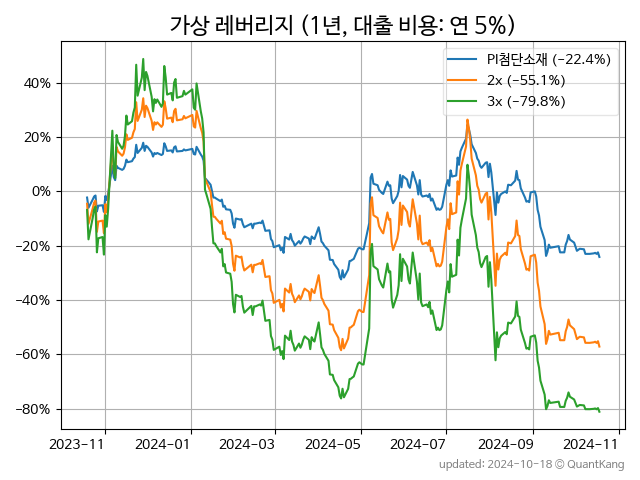 가상 레버리지 (1년, 대출 비용: 연 5%)
PI첨단소재 (−22.4%)
2x (−55.1%)
3x (−79.8%)
40%
20%
0%
−20%
−40%
−60%
−80%
2023-11
2024-01
2024-03
2024-05
2024-07
2024-09
2024-11
updated: 2024-10-18 © QuantKang